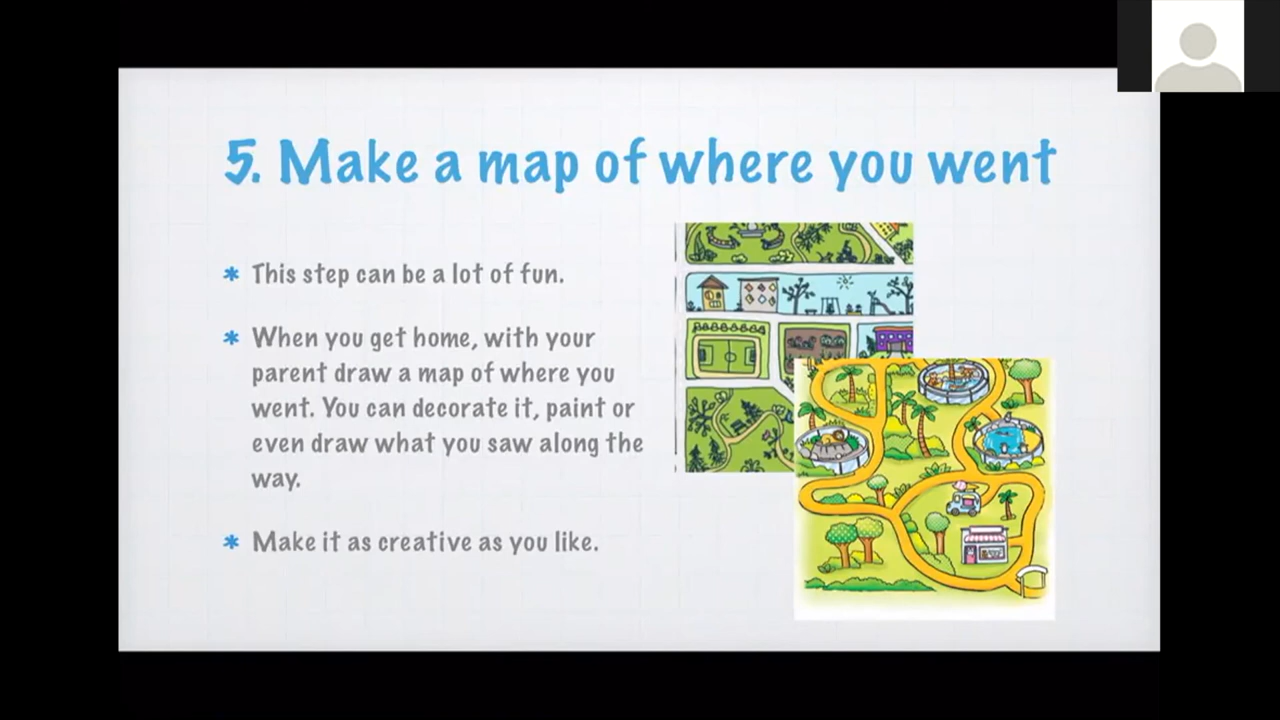 5. Make a map of where you went
* This step can be a lot of fun.
* When you get home, with your
parent draw a map of where you
went. You can decorate it, paint or
even draw what you saw along the
way.
* Make it as creative as you like.